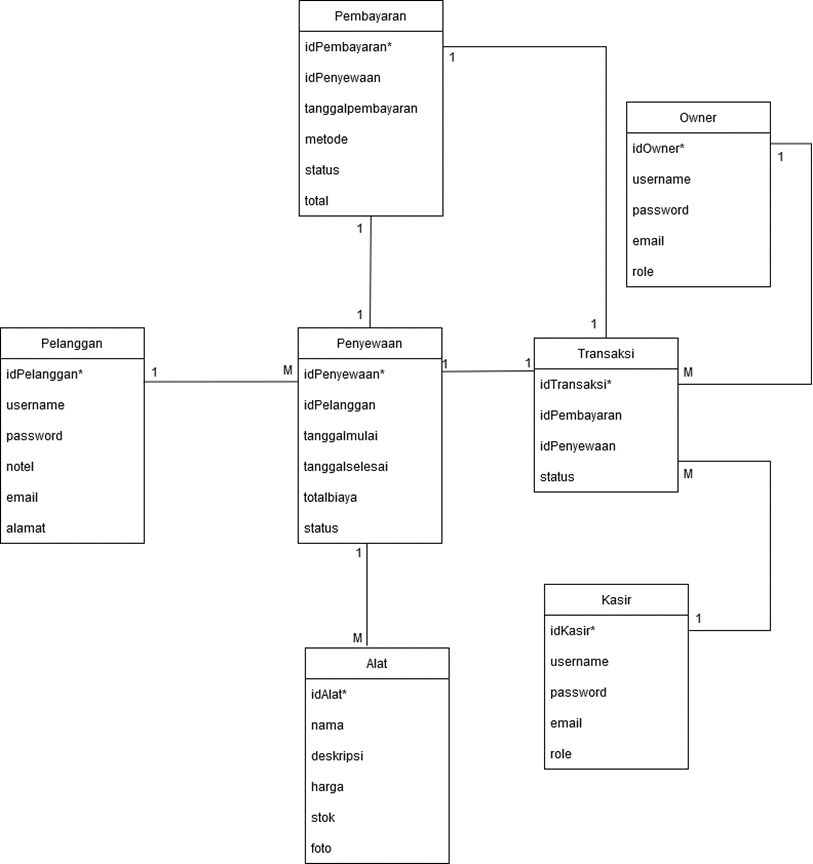 Pembayaran
idPembayaran*
idPenyewaan
tanggalpembayaran
metode
status
total
1
1
1
1
Owner
idOwner*
username
password
email
role
1
M
Pelanggan
idPelanggan*
username
password
notel
email
alamat
1
M
Penyewaan
idPenyewaan*
idPelanggan
tanggalmulai
tanggalselesai
totalbiaya
status
1
1
Transaksi
idTransaksi*
idPembayaran
idPenyewaan
status
M
1
1
M
Alat
idAlat*
nama
deskripsi
harga
stok
foto
Kasir
idKasir*
username
password
email
role